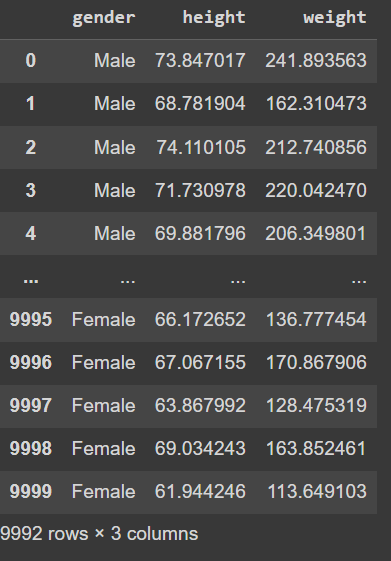 gender height weight
0 Male 73.847017 241.893563
1 Male 68.781904 162.310473
2 Male 74.110105 212.740856
3 Male 71.730978 220.042470
4 Male 69.881796 206.349801
... ... ... ...
9995 Female 66.172652 136.777454
9996 Female 67.067155 170.867906
9997 Female 63.867992 128.475319
9998 Female 69.034243 163.852461
9999 Female 61.944246 113.649103
9992 rows × 3 columns